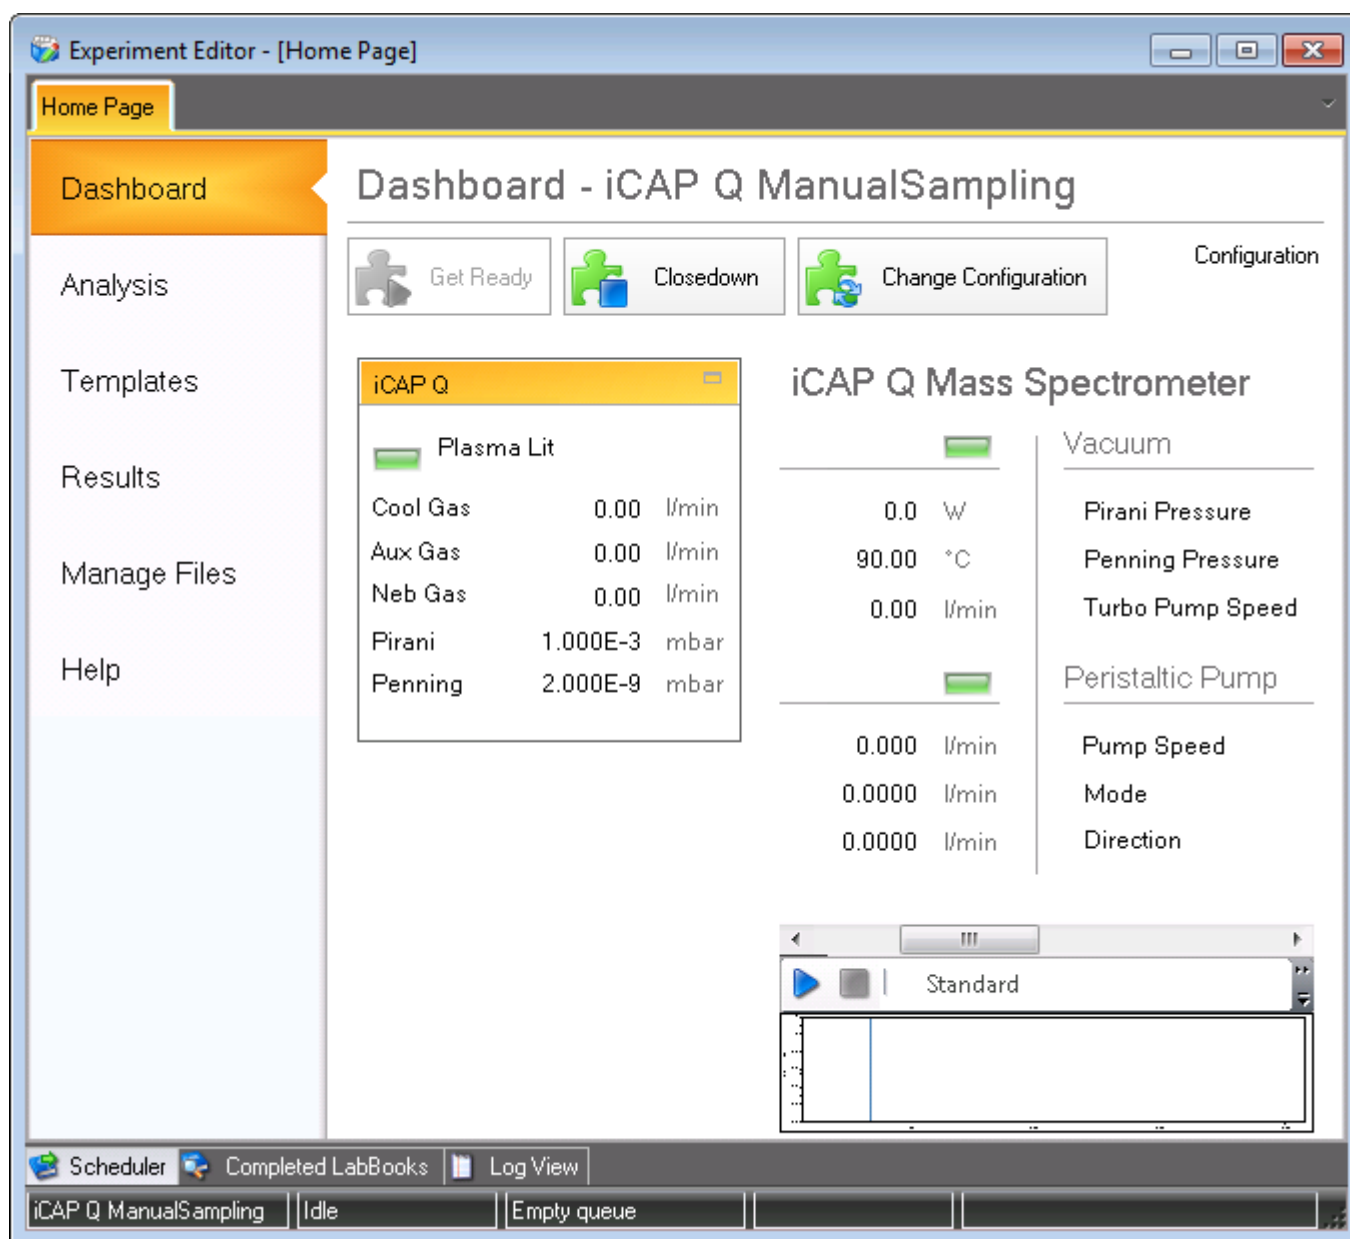 Experiment Editor - [Home Page]
Home Page
Dashboard
Analysis
Templates
Results
Manage Files
Help
Dashboard - iCAP Q ManualSampling
Get Ready
Closedown
Change Configuration
Configuration
iCAP Q
Plasma Lit
Cool Gas 0.00 l/min
Aux Gas 0.00 l/min
Neb Gas 0.00 l/min
Pirani 1.000E-3 mbar
Penning 2.000E-9 mbar
iCAP Q Mass Spectrometer
Vacuum
0.0 W Pirani Pressure
90.00 °C Penning Pressure
0.00 l/min Turbo Pump Speed
Peristaltic Pump
0.000 l/min Pump Speed
0.0000 l/min Mode
0.0000 l/min Direction
Standard
Scheduler Completed LabBooks Log View
iCAP Q ManualSampling Idle Empty queue